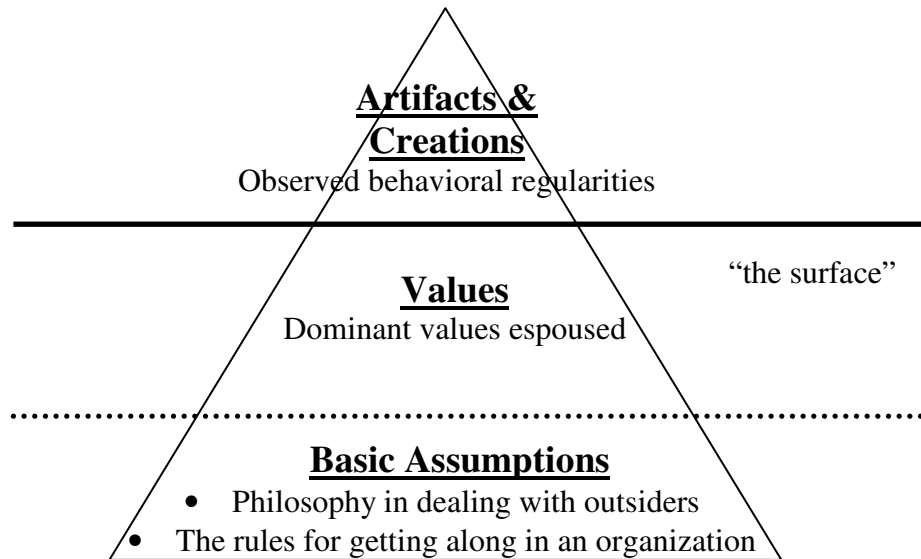 Artifacts &
Creations
Observed behavioral regularities
“the surface”
Values
Dominant values espoused
Basic Assumptions
• Philosophy in dealing with outsiders
• The rules for getting along in an organization